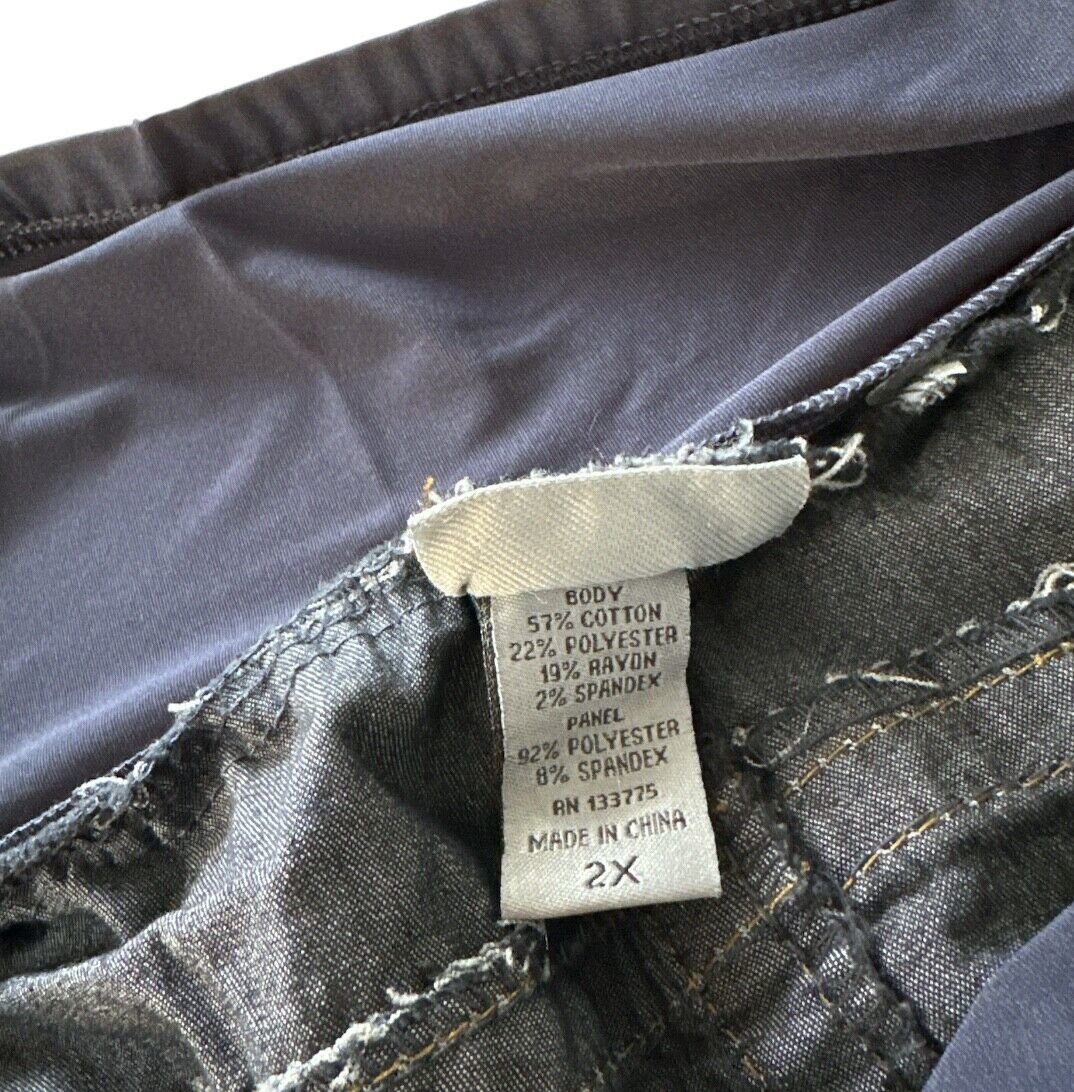 BODY
57% COTTON
22% POLYESTER
19% RAYON
2% SPANDEX
PANEL
92% POLYESTER
8% SPANDEX
RN 133775
MADE IN CHINA
2X